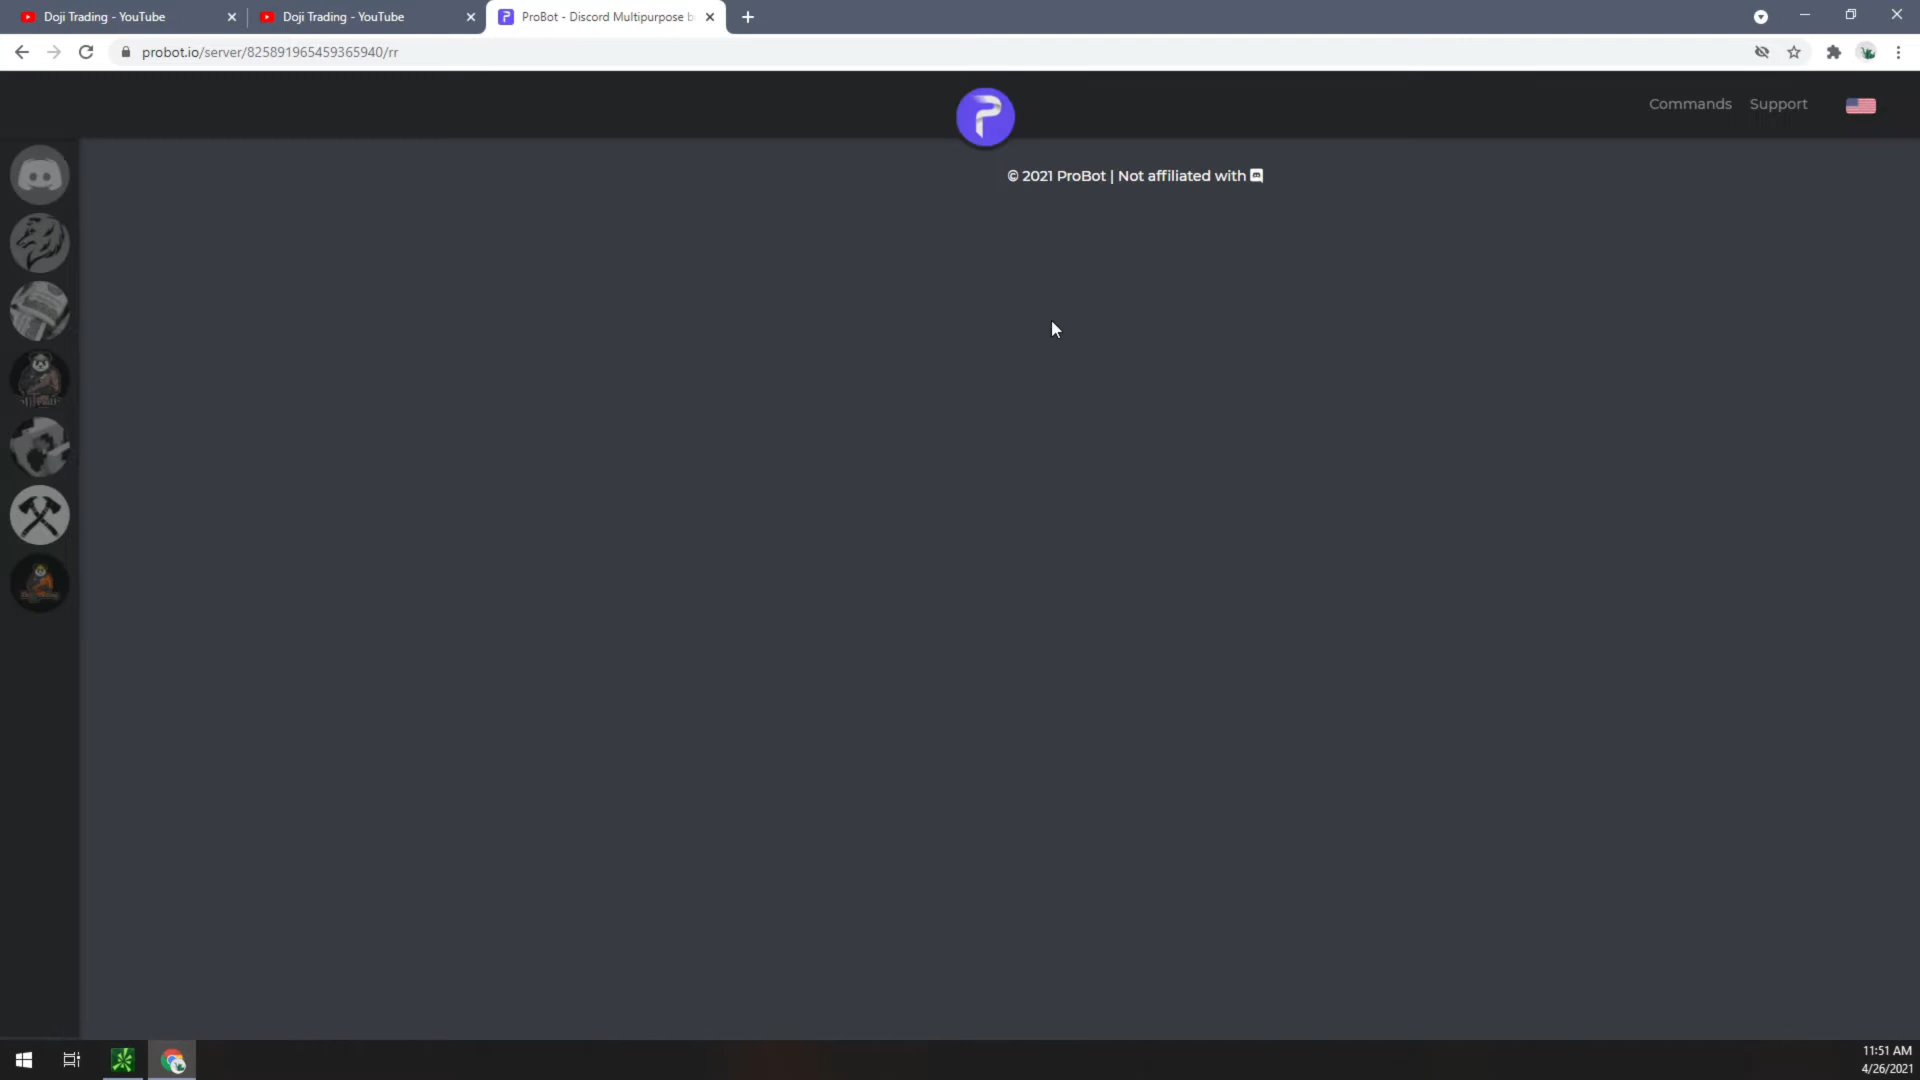 Doji Trading - YouTube
Doji Trading - YouTube
ProBot - Discord Multipurpose b
probot.io/server/825891965459365940/rr
Commands
Support
© 2021 ProBot | Not affiliated with
11:51 AM
4/26/2021